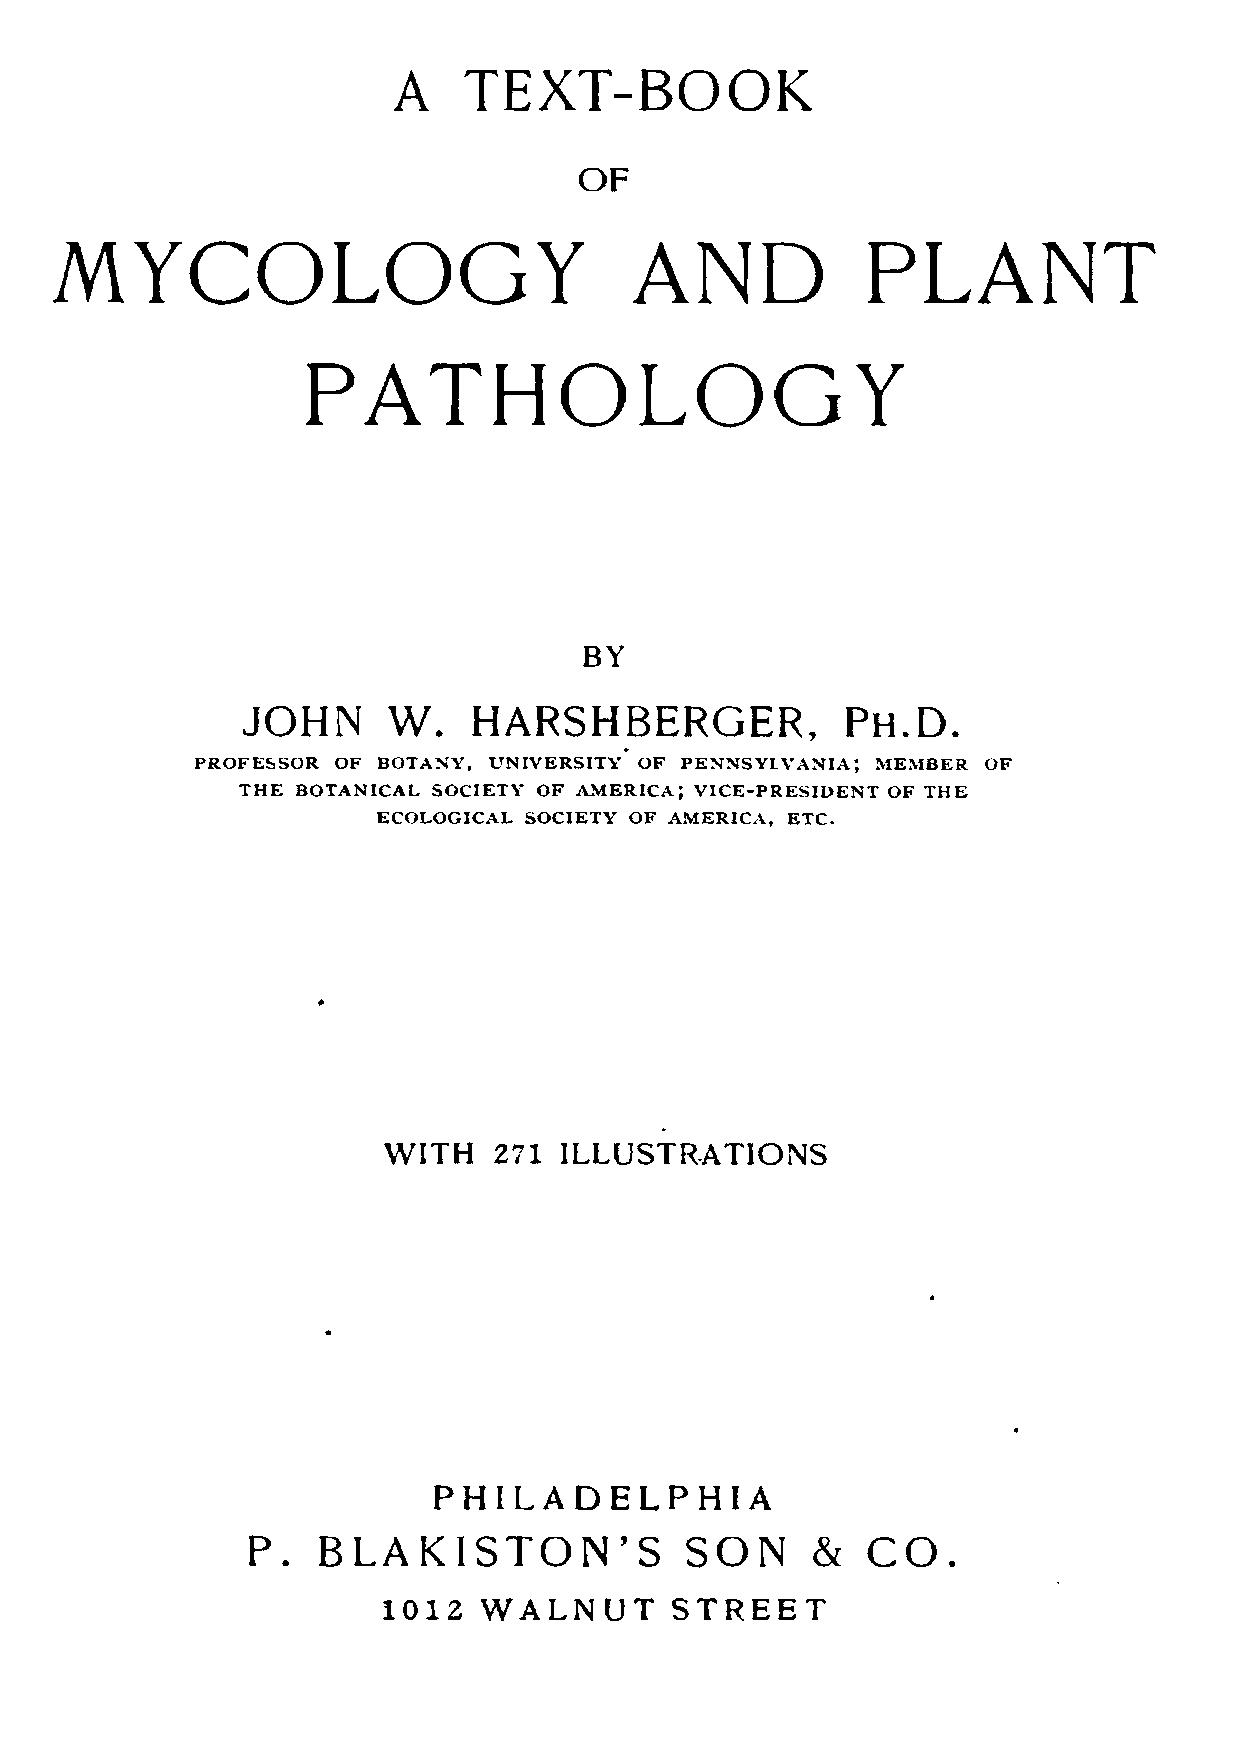 A TEXT-BOOK
OF
MYCOLOGY AND PLANT
PATHOLOGY
BY
JOHN W. HARSHBERGER, PH.D.
PROFESSOR OF BOTANY, UNIVERSITY OF PENNSYLVANIA; MEMBER OF
THE BOTANICAL SOCIETY OF AMERICA; VICE-PRESIDENT OF THE
ECOLOGICAL SOCIETY OF AMERICA, ETC.
WITH 271 ILLUSTRATIONS
PHILADELPHIA
P. BLAKISTON'S SON & CO.
1012 WALNUT STREET